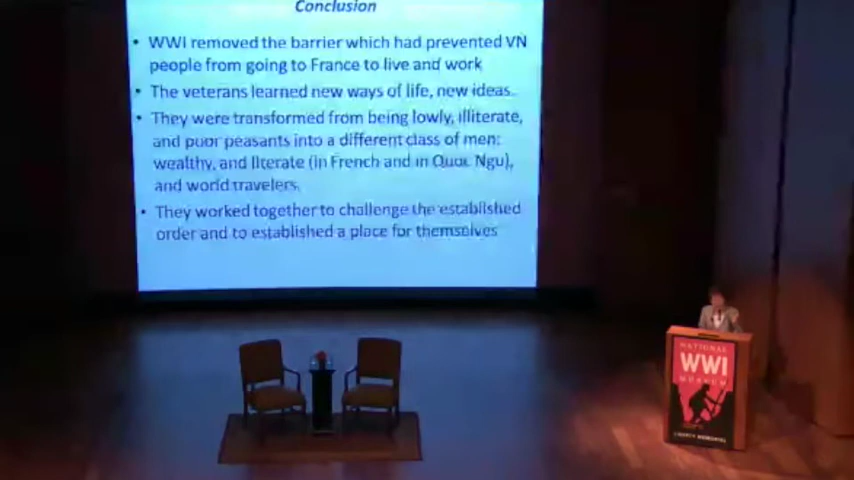 Conclusion
• WWI removed the barrier which had prevented VN
people from going to France to live and work
• The veterans learned new ways of life, new ideas.
• They were transformed from being lowly, illiterate,
and poor peasants into a different class of men:
wealthy, and literate (in French and in Quoc Ngu),
and world travelers.
• They worked together to challenge the established
order and to established a place for themselves
NATIONAL
WWI
MUSEUM
LIBERTY MEMORIAL